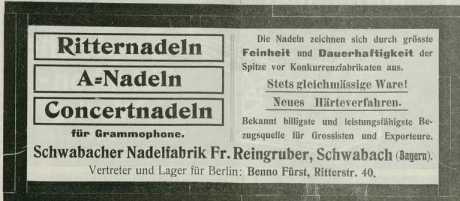 Ritternadeln
A=Nadeln
Concertnadeln
für Grammophone.
Die Nadeln zeichnen sich durch grösste
Feinheit und Dauerhaftigkeit der
Spitze vor Konkurrenzfabrikaten aus.
Stets gleichmässige Ware!
Neues Härteverfahren.
Bekannt billigste und leistungsfähigste Be-
zugsquelle für Grossisten und Exporteure.
Schwabacher Nadelfabrik Fr. Reingruber, Schwabach (Bayern).
Vertreter und Lager für Berlin: Benno Fürst, Ritterstr. 40.